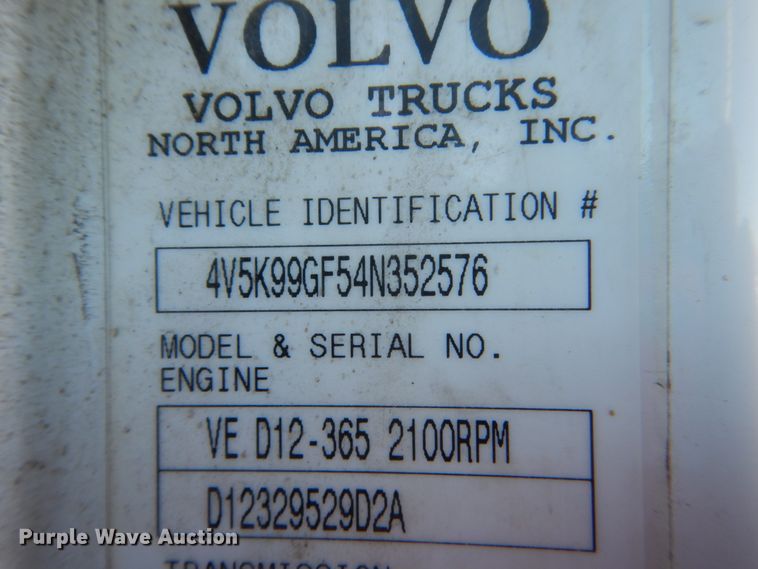 VOLVO
VOLVO TRUCKS
NORTH AMERICA, INC.
VEHICLE IDENTIFICATION #
4V5K99GF54N352576
MODEL & SERIAL NO.
ENGINE
VE D12-365 2100RPM
D12329529D2A
TRANSMISSION
Purple Wave Auction